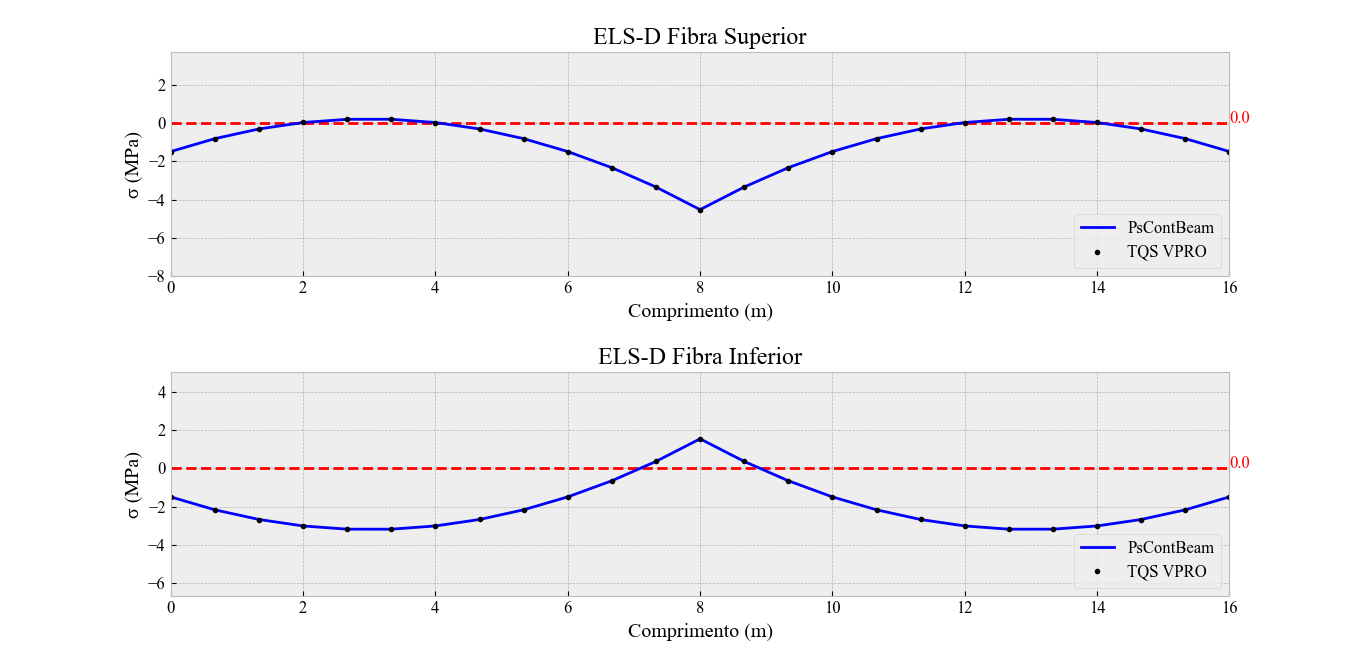 ELS-D Fibra Superior
2
0
−2
−4
−6
−8
σ (MPa)
0.0
PsContBeam
TQS VPRO
0 2 4 6 8 10 12 14 16
Comprimento (m)
ELS-D Fibra Inferior
4
2
0
−2
−4
−6
σ (MPa)
0.0
PsContBeam
TQS VPRO
0 2 4 6 8 10 12 14 16
Comprimento (m)